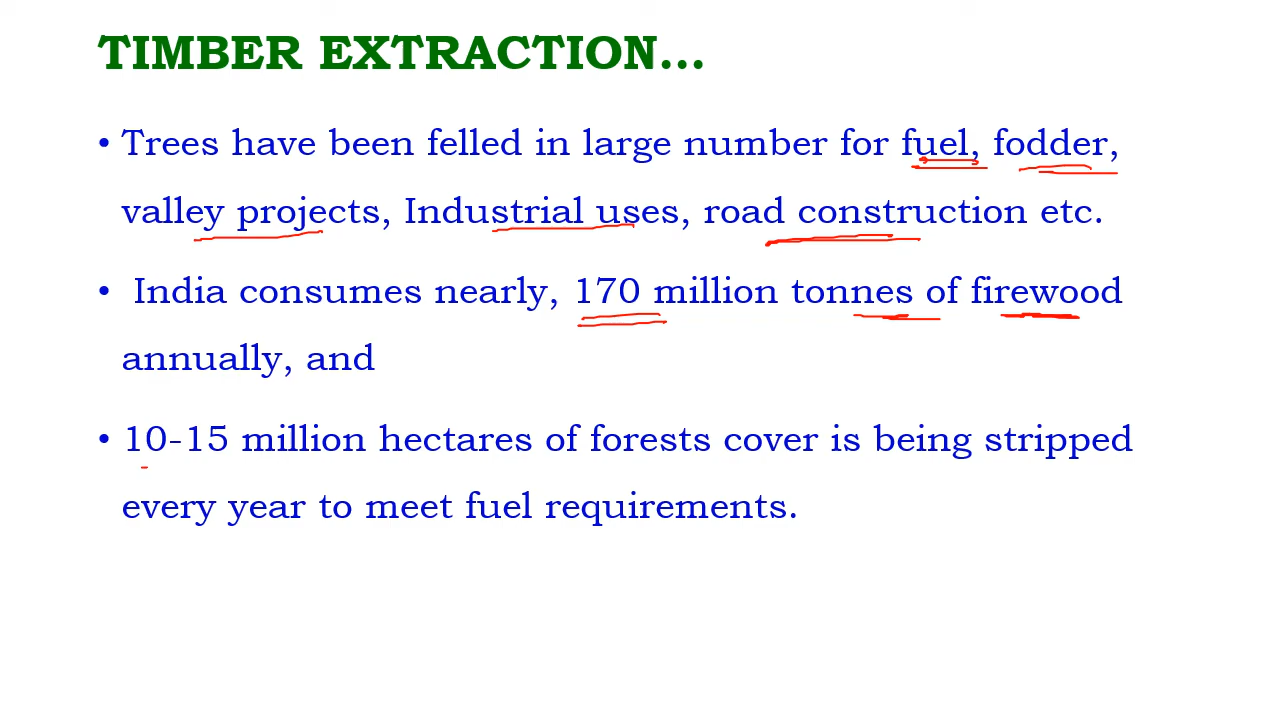 TIMBER EXTRACTION...
• Trees have been felled in large number for fuel, fodder,
valley projects, Industrial uses, road construction etc.
• India consumes nearly, 170 million tonnes of firewood
annually, and
• 10-15 million hectares of forests cover is being stripped
every year to meet fuel requirements.